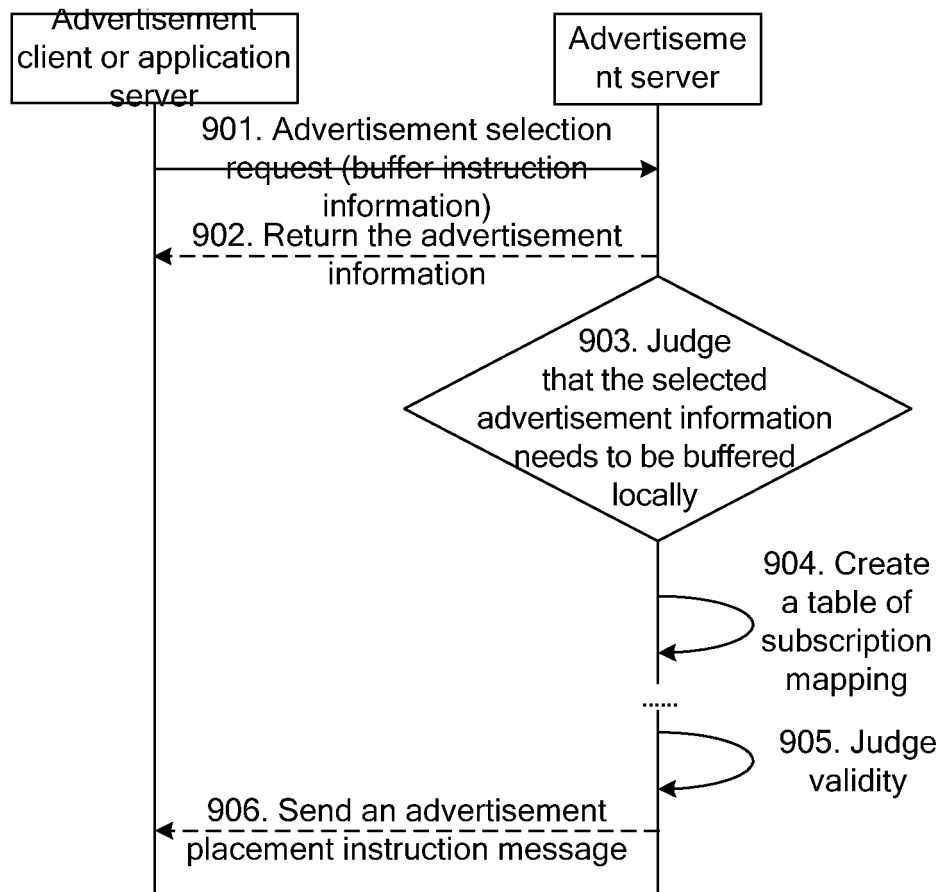 Advertisement
client or application
server
Advertiseme
nt server
901. Advertisement selection
request (buffer instruction
information)
902. Return the advertisement
information
903. Judge
that the selected
advertisement information
needs to be buffered
locally
904. Create
a table of
subscription
mapping
......
905. Judge
validity
906. Send an advertisement
placement instruction message